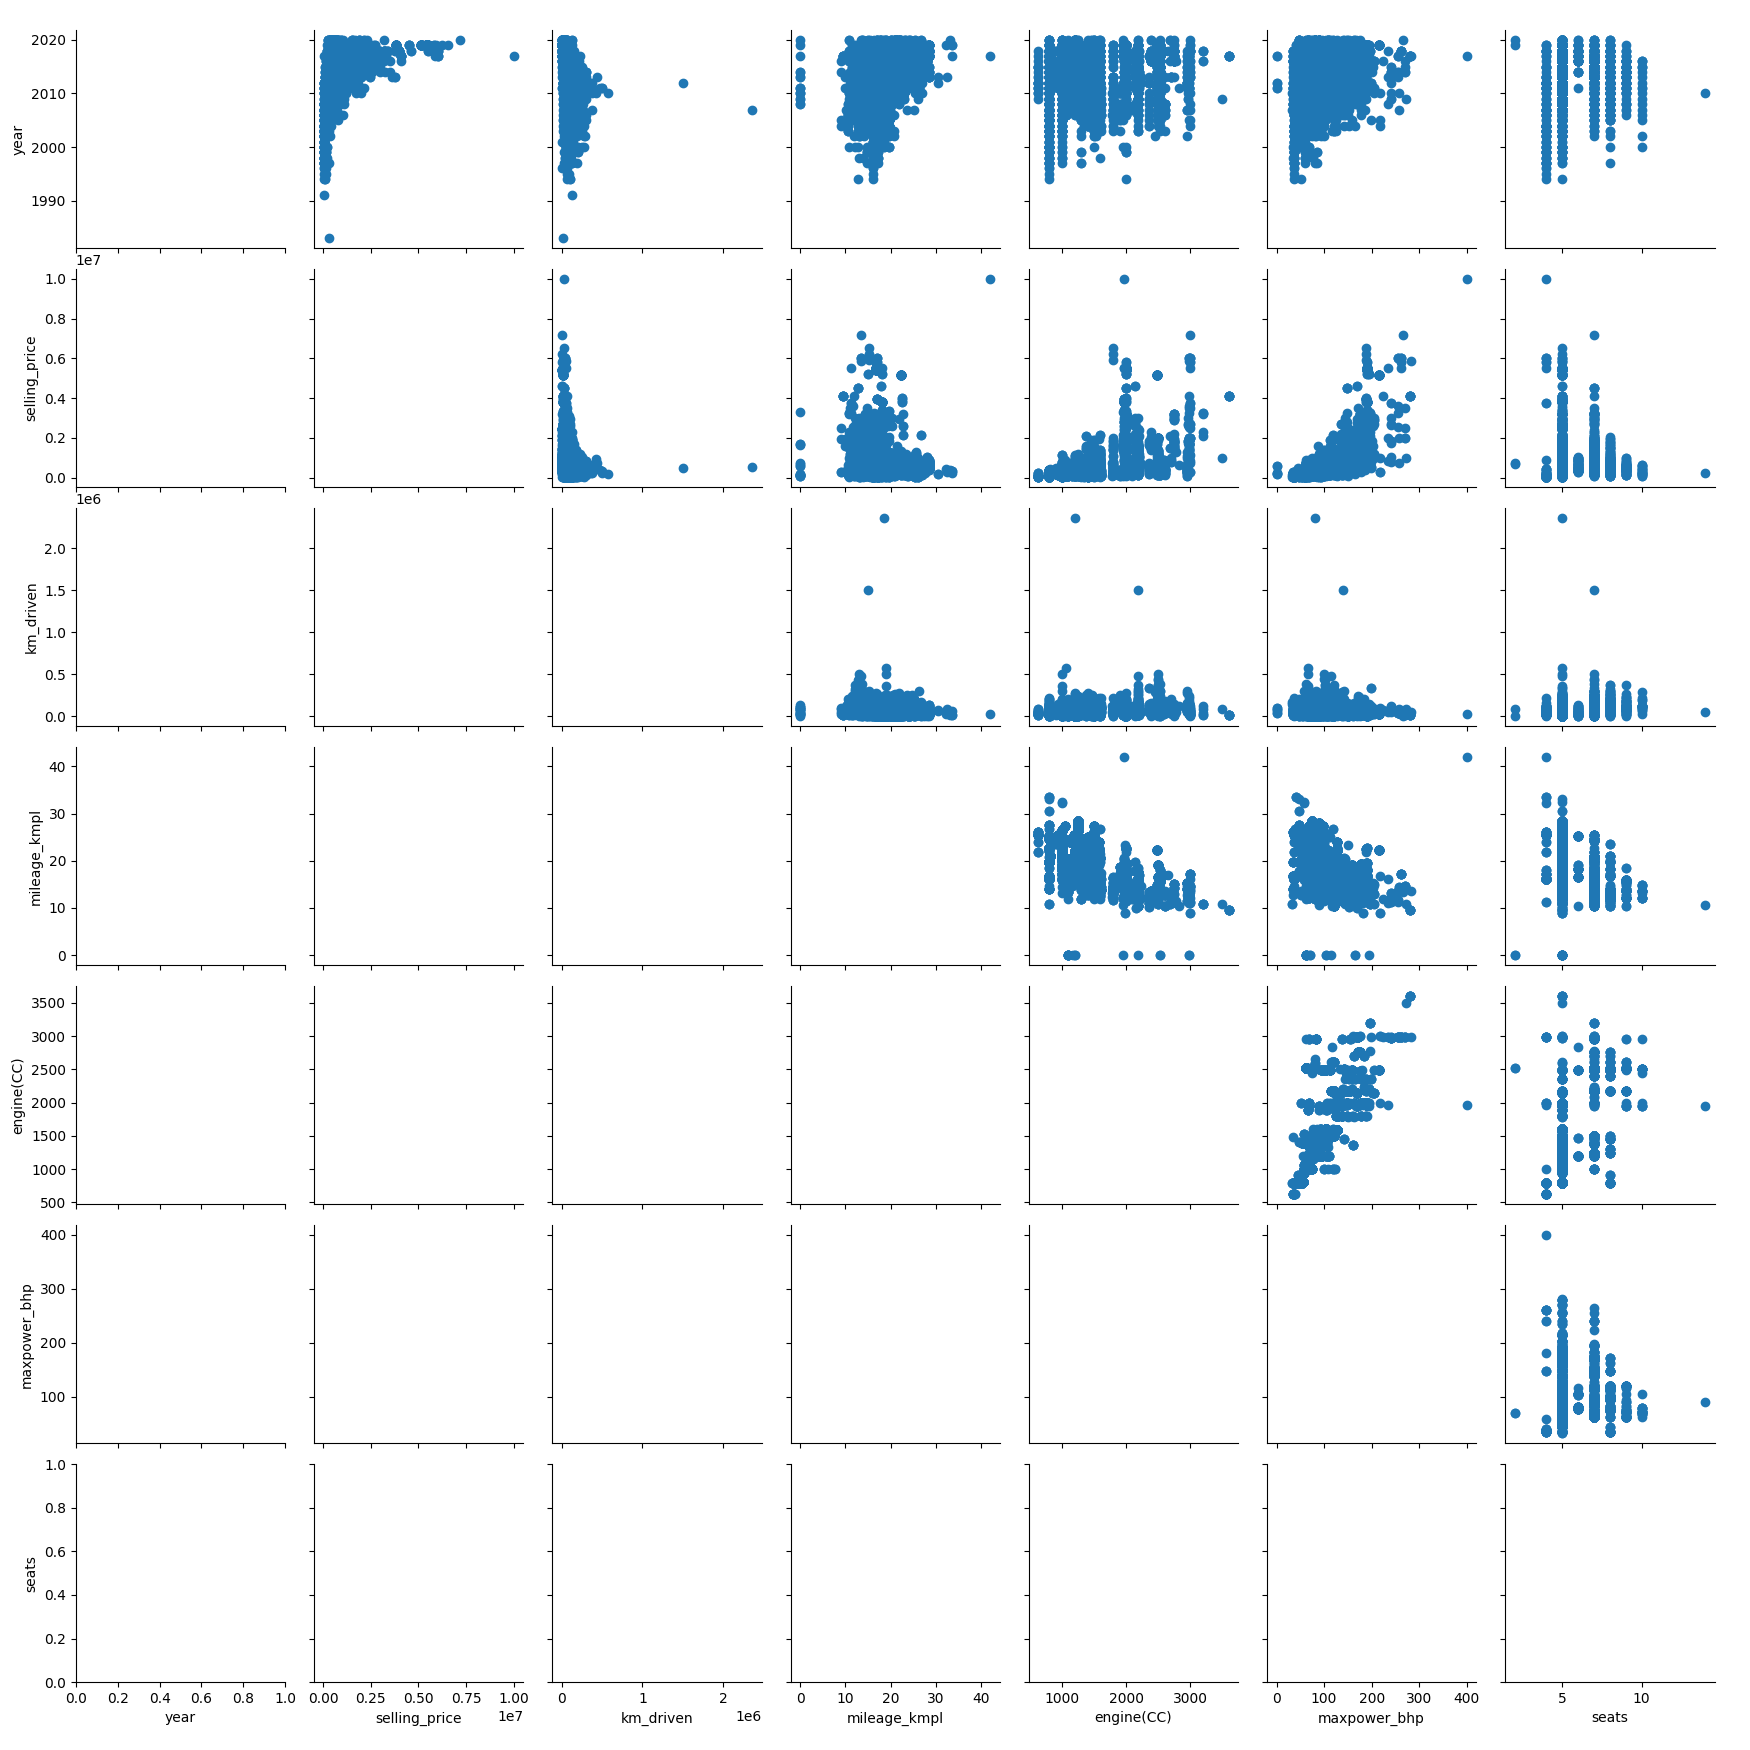 2020
2010
2000
1990
year
1e7
1.0
0.8
0.6
0.4
0.2
0.0
selling_price
1e6
2.0
1.5
1.0
0.5
0.0
km_driven
40
30
20
10
0
mileage_kmpl
3500
3000
2500
2000
1500
1000
500
engine(CC)
400
300
200
100
maxpower_bhp
1.0
0.8
0.6
0.4
0.2
0.0
seats
0.0 0.2 0.4 0.6 0.8 1.0
year
0.00 0.25 0.50 0.75 1.00
selling_price 1e7
0 1 2
km_driven 1e6
0 10 20 30 40
mileage_kmpl
1000 2000 3000
engine(CC)
0 100 200 300 400
maxpower_bhp
5 10
seats